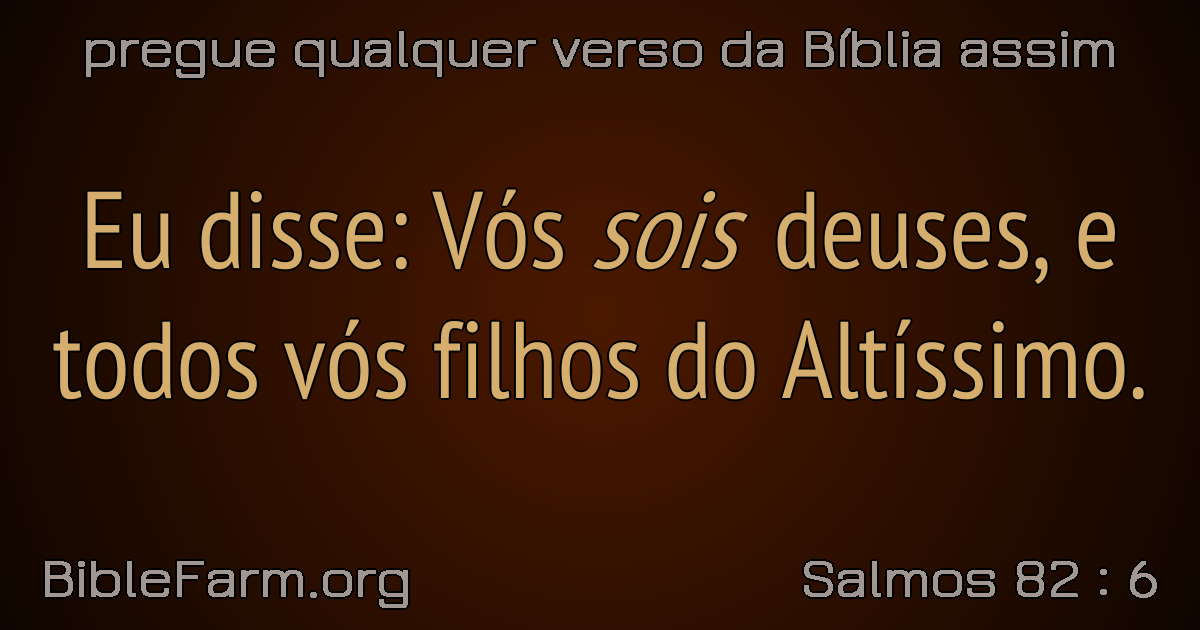 pregue qualquer verso da Bíblia assim
Eu disse: Vós sois deuses, e
todos vós filhos do Altíssimo.
BibleFarm.org
Salmos 82 : 6